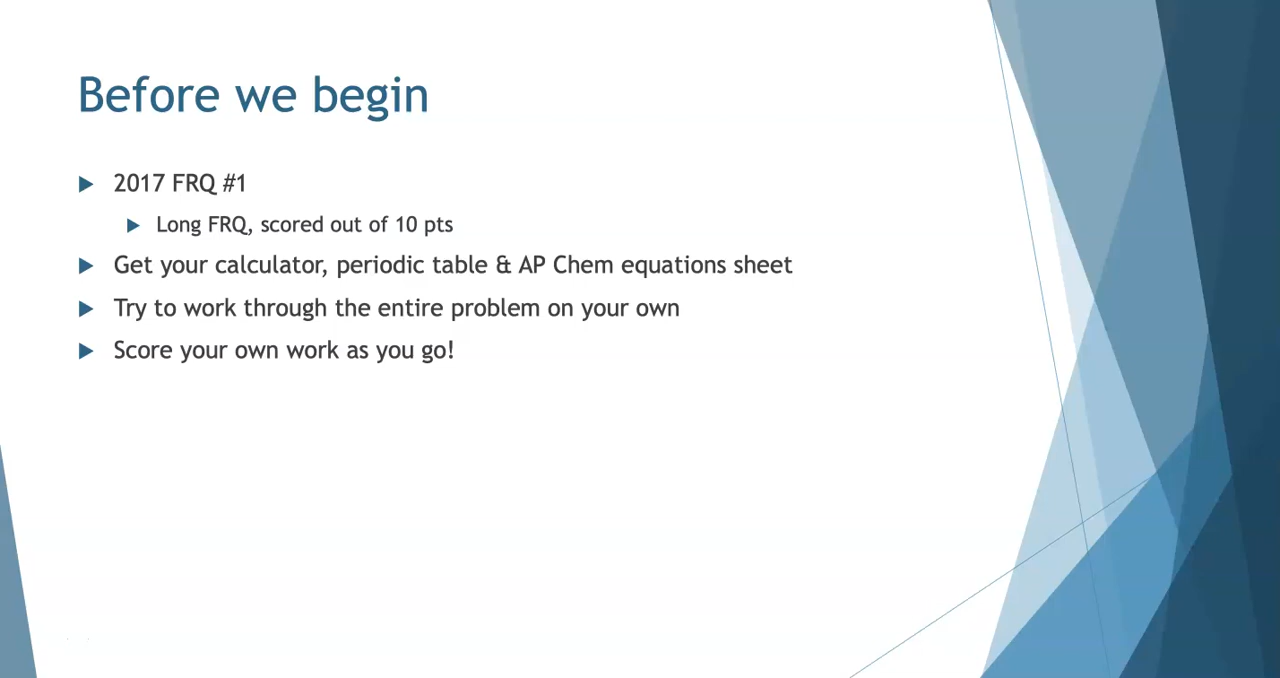 Before we begin
2017 FRQ #1
Long FRQ, scored out of 10 pts
Get your calculator, periodic table & AP Chem equations sheet
Try to work through the entire problem on your own
Score your own work as you go!